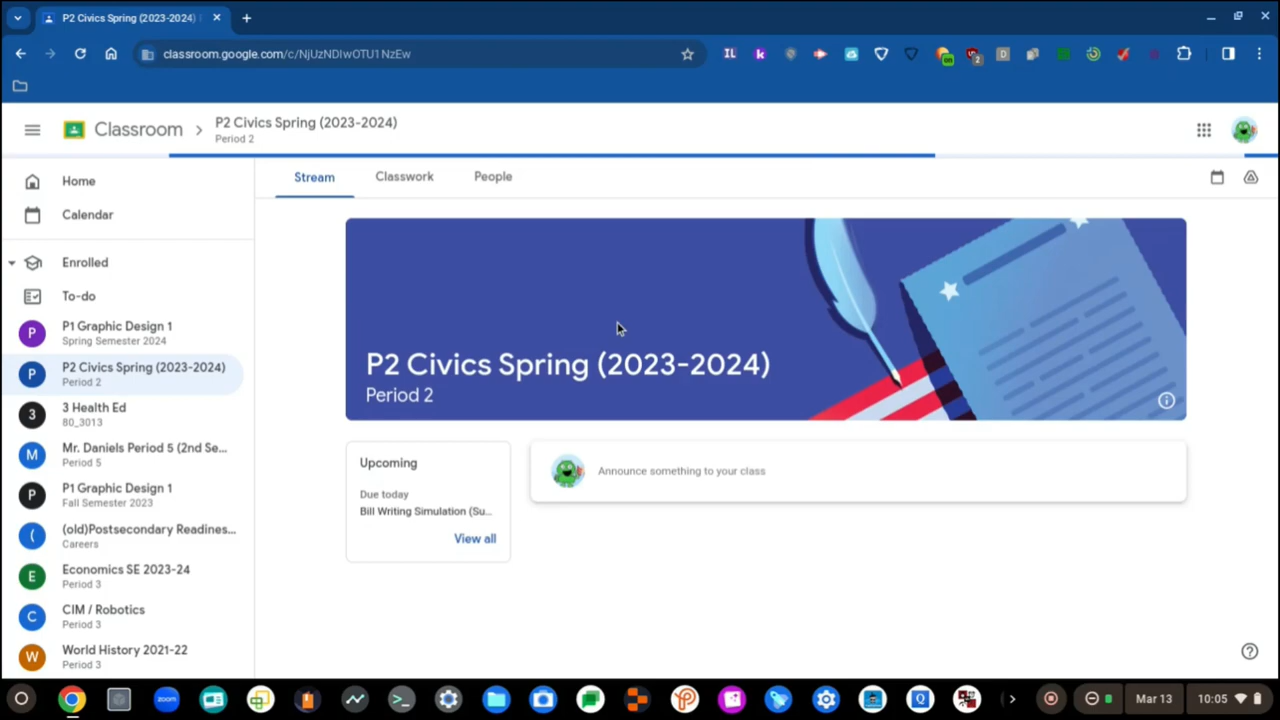 P2 Civics Spring (2023-2024)
classroom.google.com/c/NjUzNDIwOTU1NzEw
IL
k
on
2
D
Classroom
P2 Civics Spring (2023-2024)
Period 2
Home
Calendar
Enrolled
To-do
P
P1 Graphic Design 1
Spring Semester 2024
P
P2 Civics Spring (2023-2024)
Period 2
3
3 Health Ed
80_3013
M
Mr. Daniels Period 5 (2nd Se...
Period 5
P
P1 Graphic Design 1
Fall Semester 2023
(
(old)Postsecondary Readines...
Careers
E
Economics SE 2023-24
Period 3
C
CIM / Robotics
Period 3
W
World History 2021-22
Period 3
Stream
Classwork
People
P2 Civics Spring (2023-2024)
Period 2
Upcoming
Due today
Bill Writing Simulation (Su...
View all
Announce something to your class
zoom
Q
Mar 13
10:05